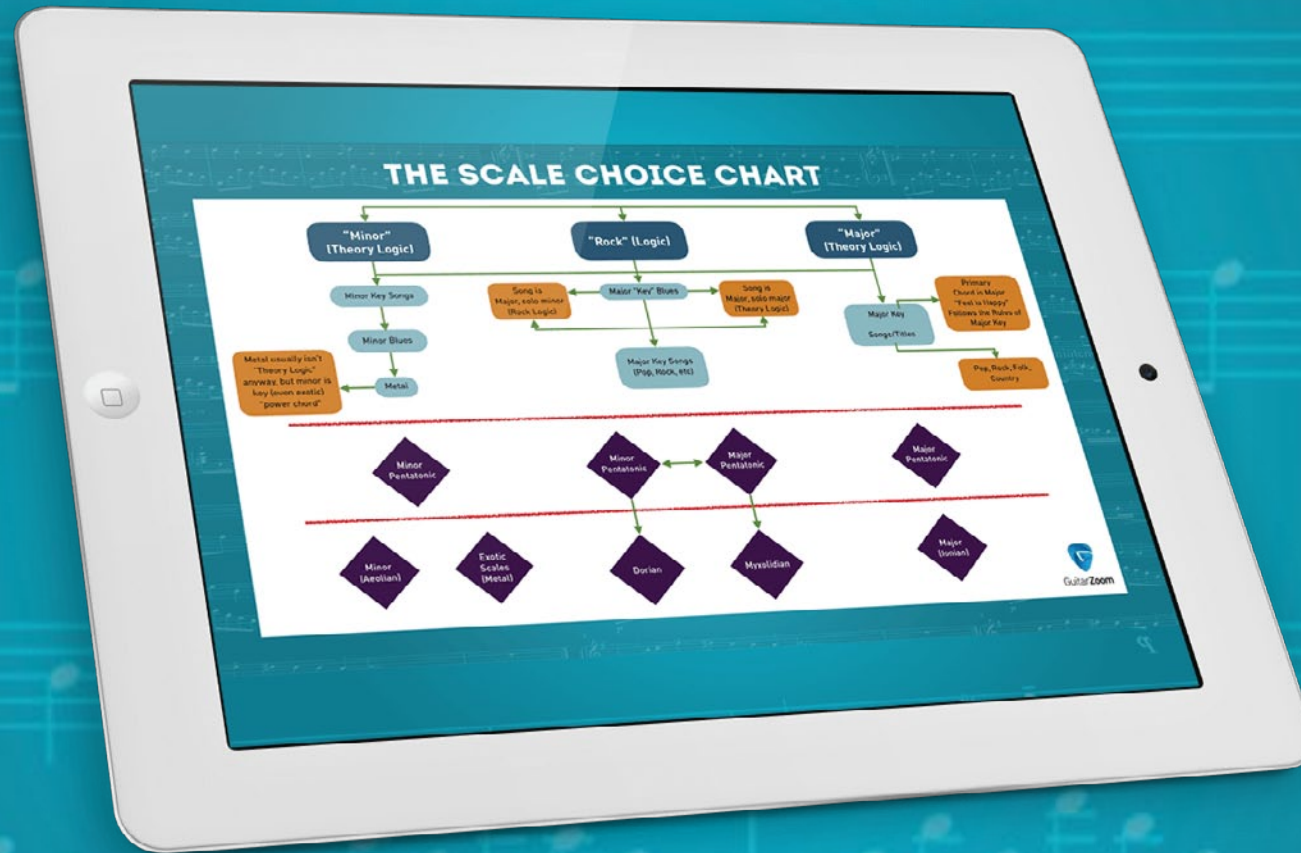 THE SCALE CHOICE CHART
"Minor"
(Theory Logic)
"Rock" (Logic)
"Major"
(Theory Logic)
Minor Key Songs
Minor Blues
Metal
Metal usually isn't
"Theory Logic"
anyway, but minor is
key (even exotic)
"power chord"
Song is
Major, solo minor
(Rock Logic)
Major "Key" Blues
Song is
Major, solo major
(Theory Logic)
Major Key Songs
(Pop, Rock, etc)
Major Key
Songs/Titles
Primary
Chord is Major
"Feel is Happy"
Follows the Rules of
Major Key
Pop, Rock, Folk,
Country
Minor
Pentatonic
Minor
Pentatonic
Major
Pentatonic
Major
Pentatonic
Minor
(Aeolian)
Exotic
Scales
(Metal)
Dorian
Myxolidian
Major
(Ionian)
GuitarZoom